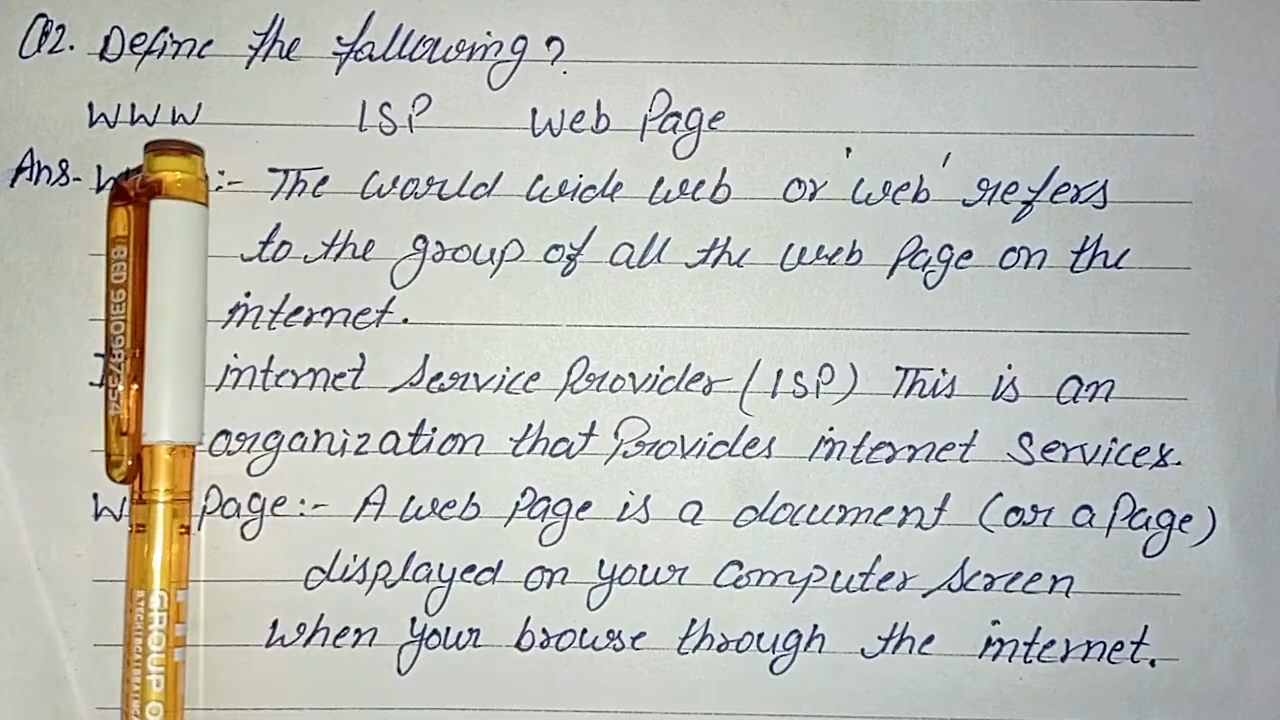 Q2. Define the following?
WWW ISP Web Page
Ans- W :- The World wide web or 'web' refers
to the group of all the web Page on the
internet.
I internet Service Provider (ISP) This is an
organization that Provides internet Services.
W Page:- A web Page is a document (or a Page)
displayed on your Computer Screen
when your browse through the internet.
GROUP O